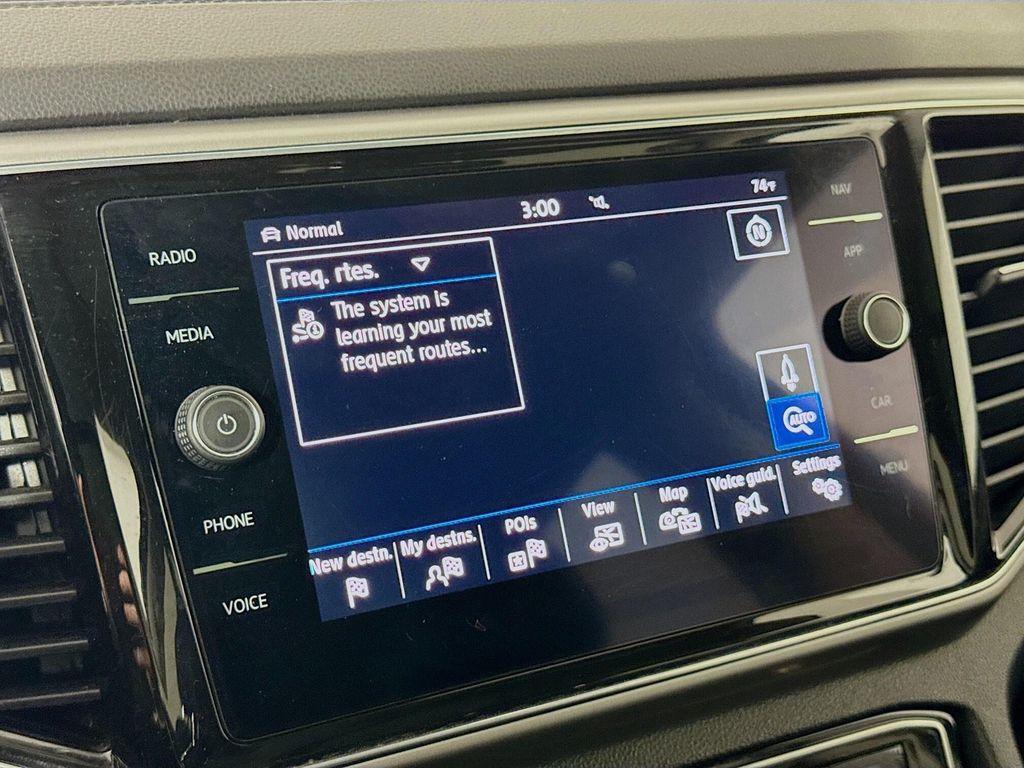 RADIO
MEDIA
PHONE
VOICE
Normal
3:00
74°F
Freq. rtes.
The system is
learning your most
frequent routes...
N
AUTO
New destn.
My destns.
POIs
View
Map
Voice guid.
Settings
NAV
APP
CAR
MENU